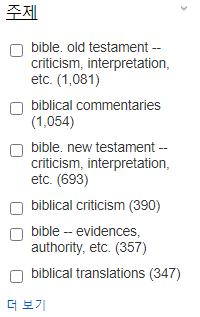 주제
bible. old testament --
criticism, interpretation,
etc. (1,081)
biblical commentaries
(1,054)
bible. new testament --
criticism, interpretation,
etc. (693)
biblical criticism (390)
bible -- evidences,
authority, etc. (357)
biblical translations (347)
더 보기